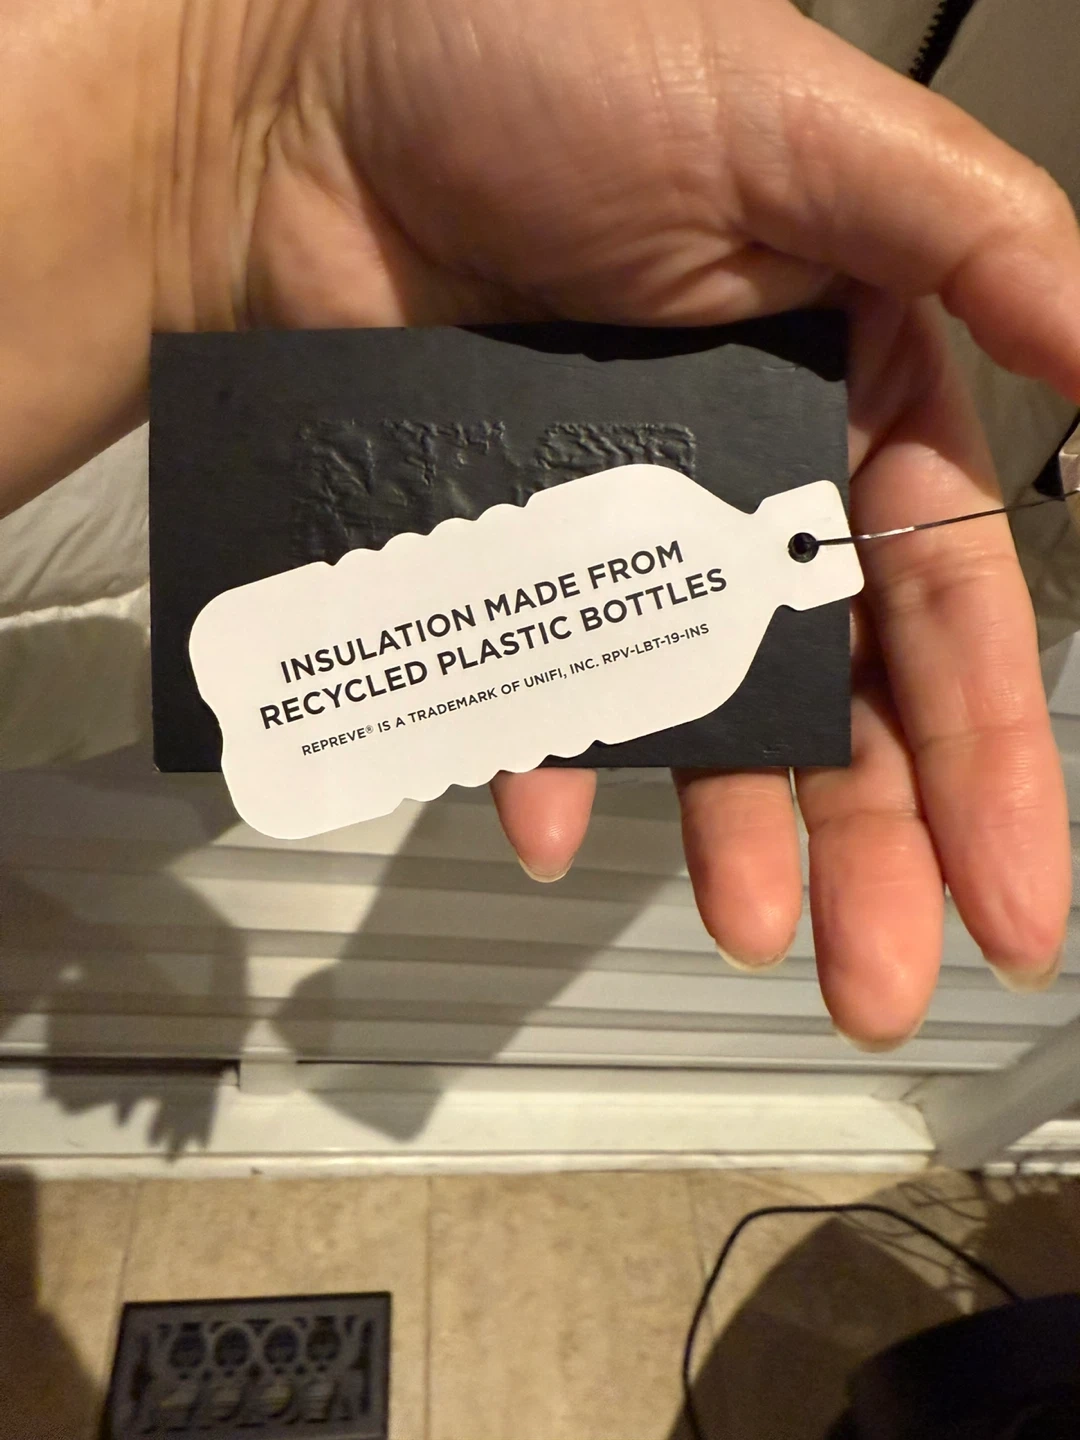 INSULATION MADE FROM
RECYCLED PLASTIC BOTTLES
REPREVE® IS A TRADEMARK OF UNIFI, INC. RPV-LBT-19-INS